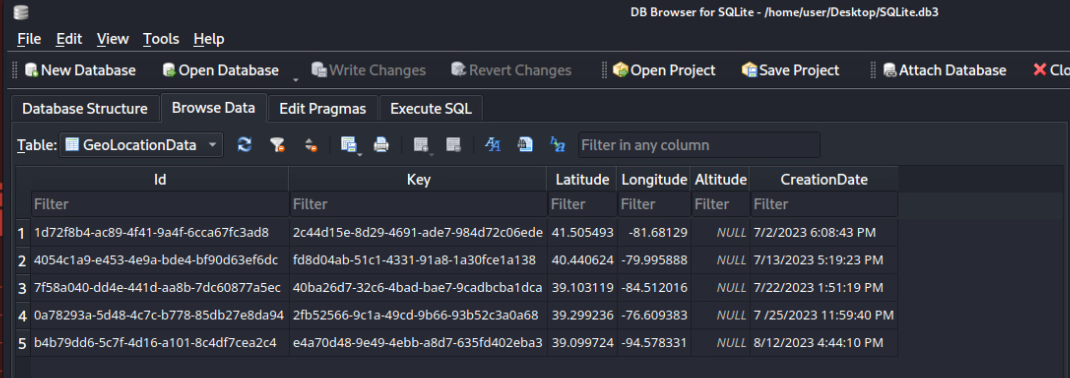 DB Browser for SQLite - /home/user/Desktop/SQLite.db3
File Edit View Tools Help
New Database Open Database Write Changes Revert Changes Open Project Save Project Attach Database Clo
Database Structure Browse Data Edit Pragmas Execute SQL
Table: GeoLocationData Filter in any column
Id Key Latitude Longitude Altitude CreationDate
Filter Filter Filter Filter Filter Filter
1 1d72f8b4-ac89-4f41-9a4f-6cca67fc3ad8 2c44d15e-8d29-4691-ade7-984d72c06ede 41.505493 -81.68129 NULL 7/2/2023 6:08:43 PM
2 4054c1a9-e453-4e9a-bde4-bf90d63ef6dc fd8d04ab-51c1-4331-91a8-1a30fce1a138 40.440624 -79.995888 NULL 7/13/2023 5:19:23 PM
3 7f58a040-dd4e-441d-aa8b-7dc60877a5ec 40ba26d7-32c6-4bad-bae7-9cadbcba1dca 39.103119 -84.512016 NULL 7/22/2023 1:51:19 PM
4 0a78293a-5d48-4c7c-b778-85db27e8da94 2fb52566-9c1a-49cd-9b66-93b52c3a0a68 39.299236 -76.609383 NULL 7 /25/2023 11:59:40 PM
5 b4b79dd6-5c7f-4d16-a101-8c4df7cea2c4 e4a70d48-9e49-4ebb-a8d7-635fd402eba3 39.099724 -94.578331 NULL 8/12/2023 4:44:10 PM